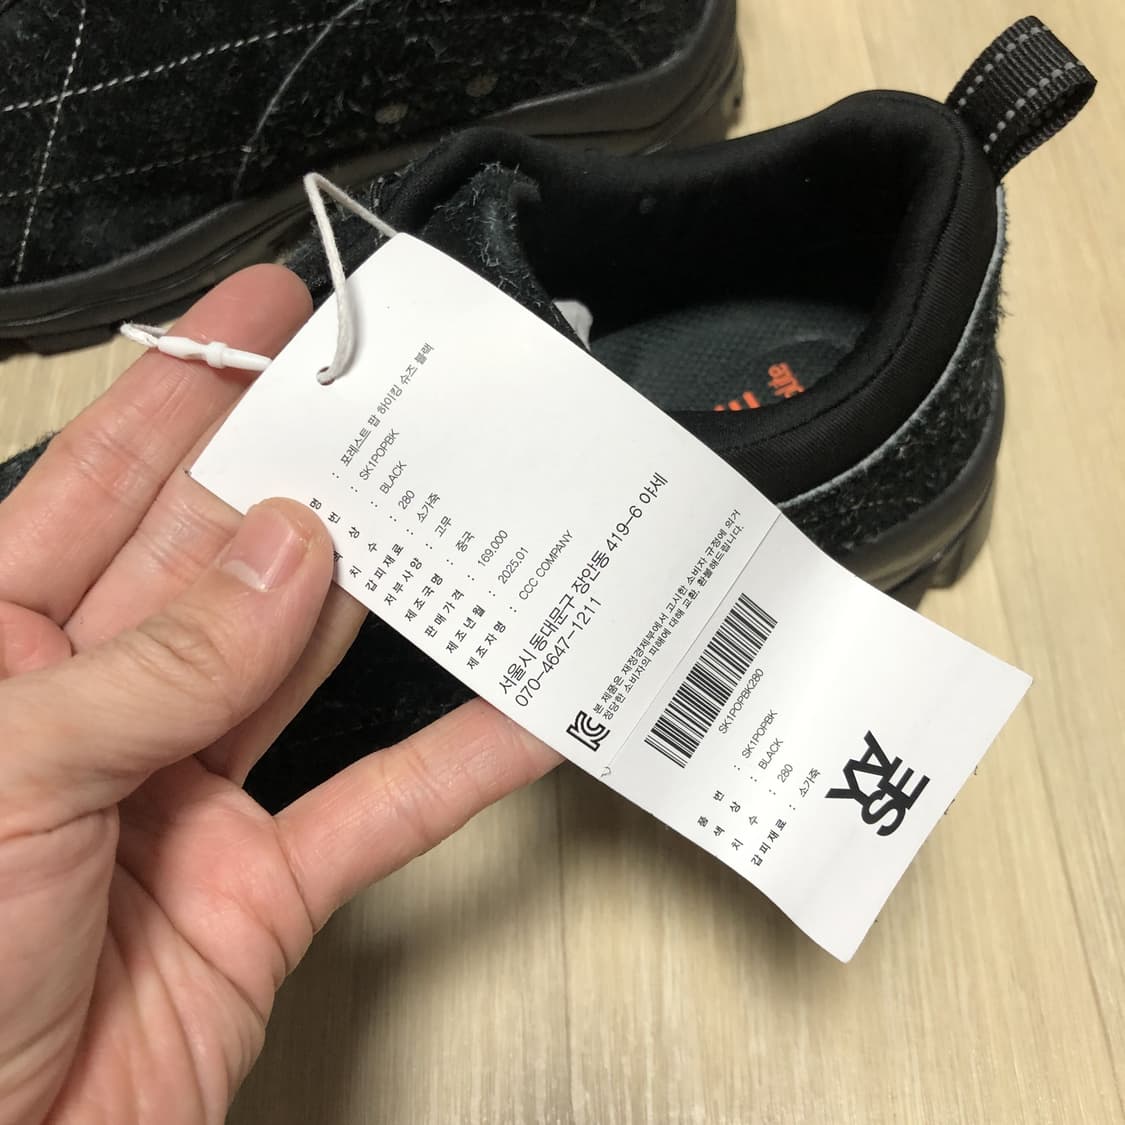 명 : 포레스트 팝 하이킹 슈즈 블랙
번 : SK1POPBK
상 : BLACK
치 수 : 280
갑피재료 : 소가죽
저부사양 : 고무
제조국명 : 중국
판매가격 : 169,000
제조년월 : 2025.01
제조자명 : CCC COMPANY
서울시 동대문구 장안동 419-6 야세
070-4647-1211
본 제품은 재정경제부에서 고시한 소비자 규정에 의거
정당한 소비자의 피해에 대해 교환, 환불해드립니다.
SK1POPBK280
품 번 : SK1POPBK
색 상 : BLACK
치 수 : 280
갑피재료 : 소가죽
YASE